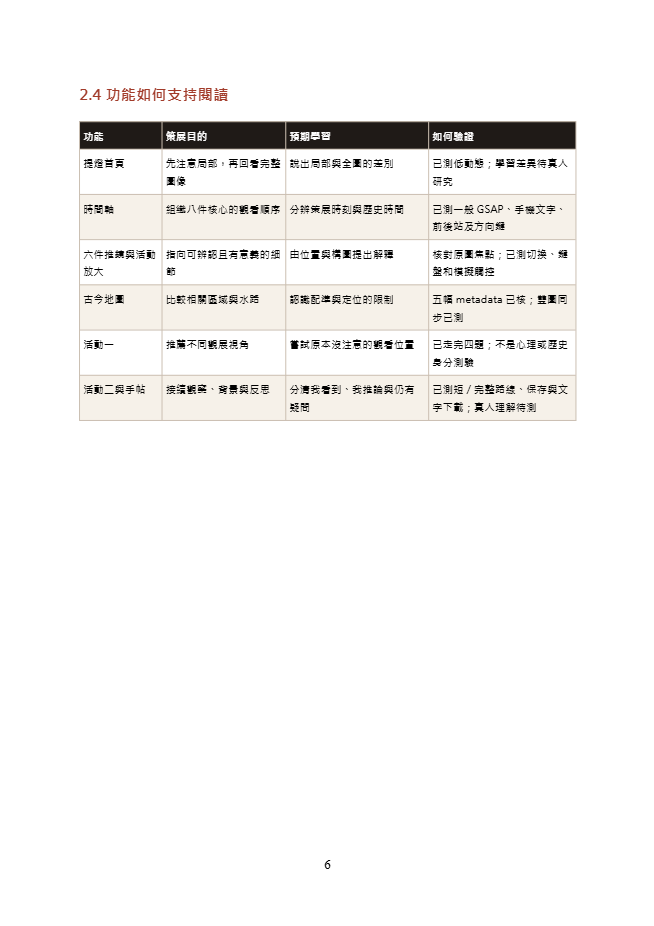 2.4 功能如何支持閱讀
功能 策展目的 預期學習 如何驗證
提燈首頁 先注意局部，再回看完整 說出局部與全圖的差別 已測低動態；學習差異待真人
圖像 研究
時間軸 組織八件核心的觀看順序 分辨策展時刻與歷史時間 已測一般 GSAP、手機文字、
前後站及方向鍵
六件推鏡與活動 指向可辨認且有意義的細 由位置與構圖提出解釋 核對原圖焦點；已測切換、鍵
放大 節 盤和模擬觸控
古今地圖 比較相關區域與水路 認識配準與定位的限制 五幅 metadata 已核；雙圖同
步已測
活動一 推薦不同觀展視角 嘗試原本沒注意的觀看位置 已走完四題；不是心理或歷史
身分測驗
活動二與手帖 接續觀察、背景與反思 分清我看到、我推論與仍有 已測短 / 完整路線、保存與文
疑問 字下載；真人理解待測
6